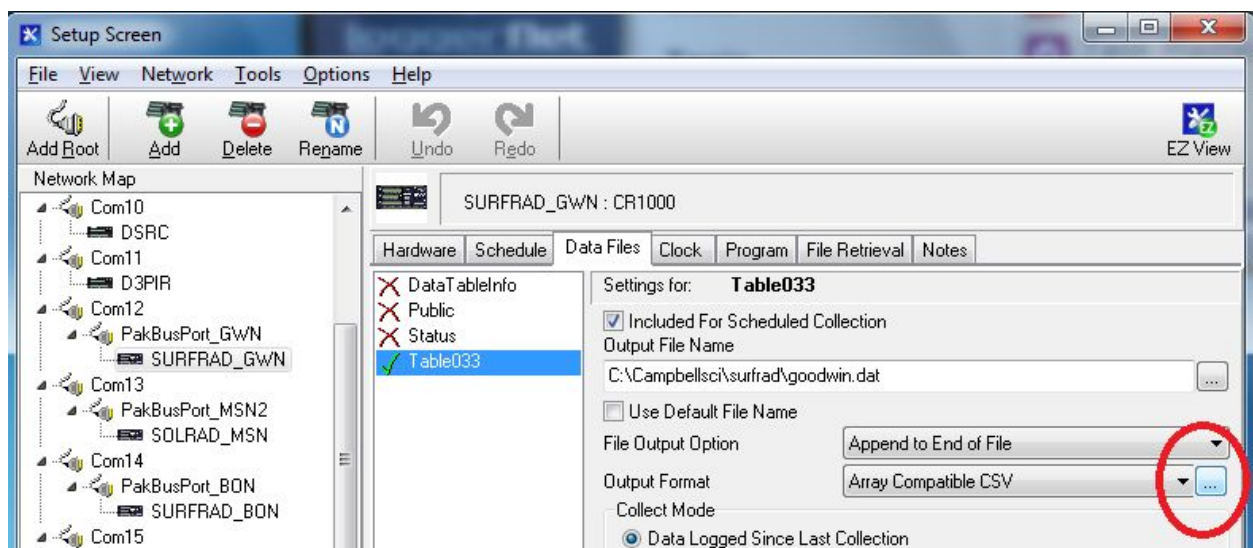 Setup Screen
loggernet
File View Network Tools Options Help
Add Root Add Delete Rename Undo Redo EZ View
Network Map
Com10
DSRC
Com11
D3PIR
Com12
PakBusPort_GWN
SURFRAD_GWN
Com13
PakBusPort_MSN2
SOLRAD_MSN
Com14
PakBusPort_BON
SURFRAD_BON
Com15
SURFRAD_GWN : CR1000
Hardware Schedule Data Files Clock Program File Retrieval Notes
DataTableInfo
Public
Status
Table033
Settings for: Table033
Included For Scheduled Collection
Output File Name
C:\Campbellsci\surfrad\goodwin.dat ...
Use Default File Name
File Output Option Append to End of File
Output Format Array Compatible CSV ...
Collect Mode
Data Logged Since Last Collection